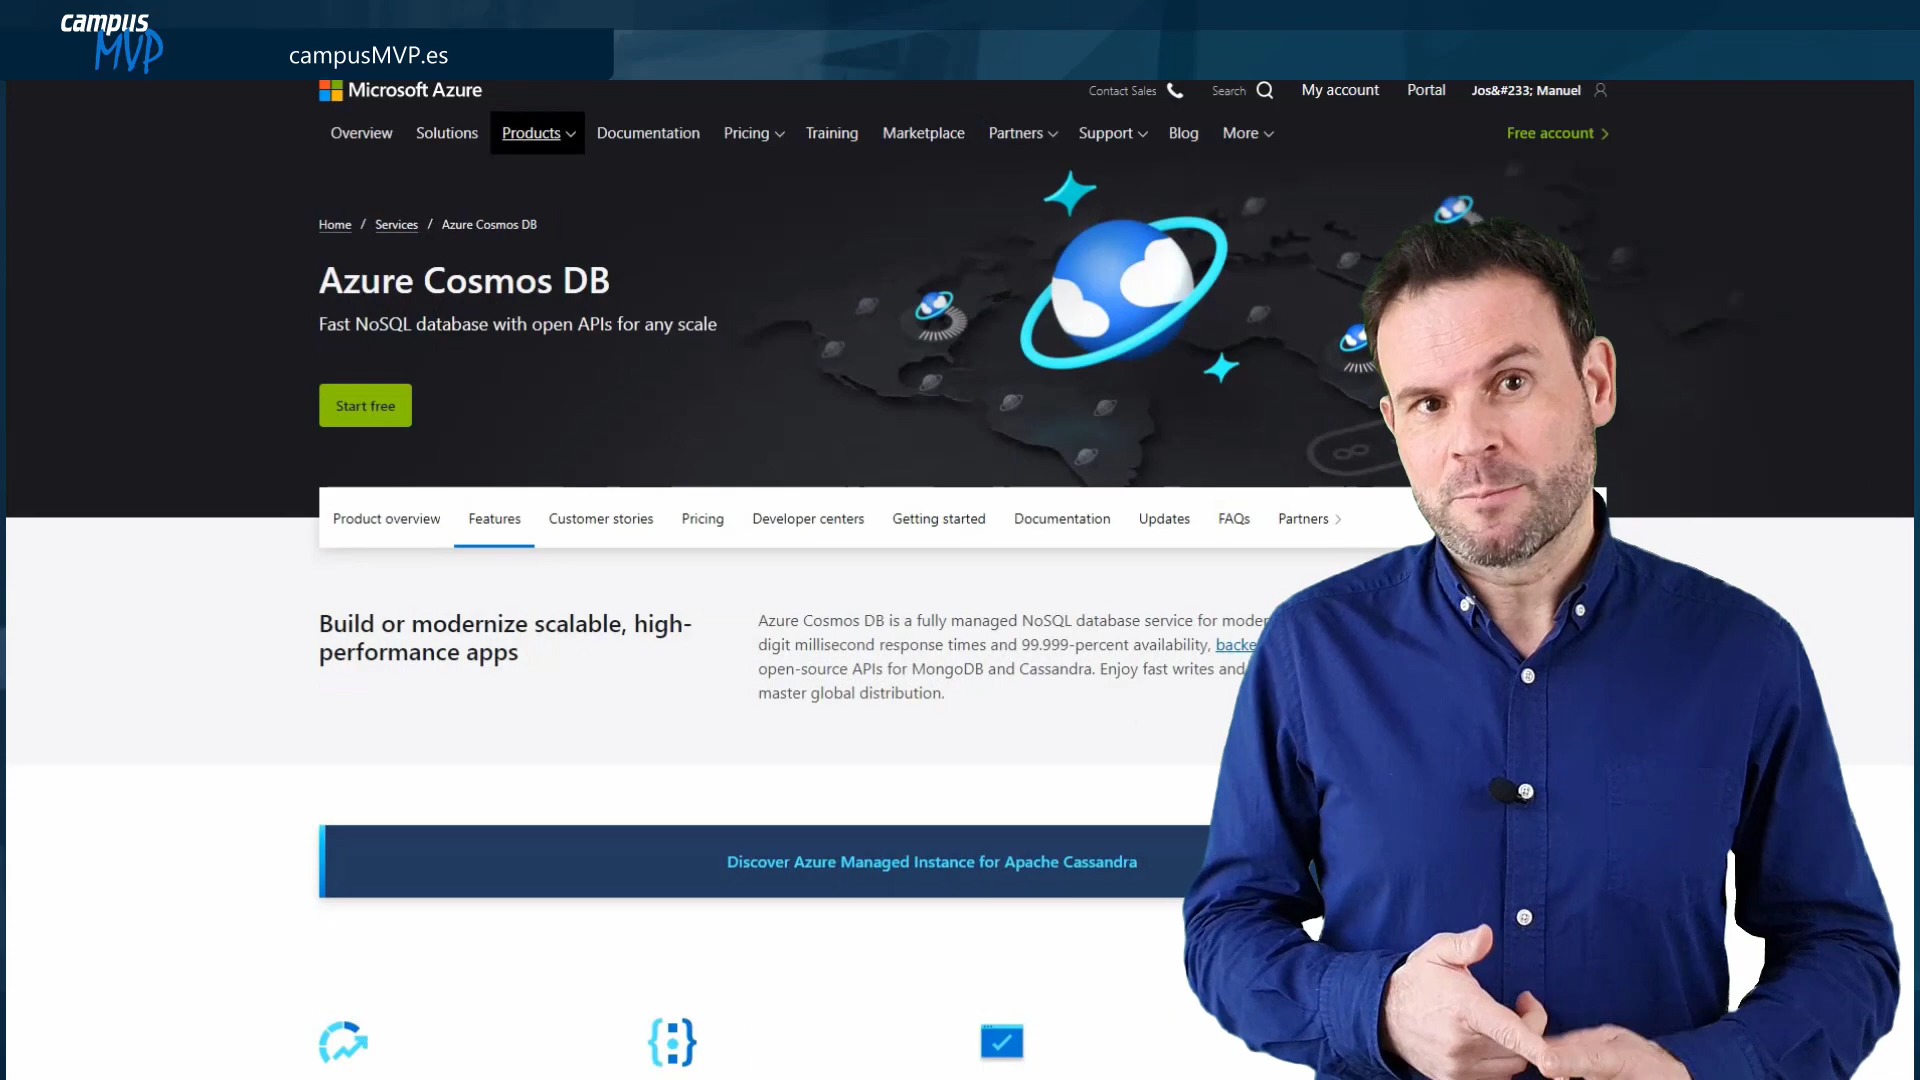 campus
MVP
campusMVP.es
Microsoft Azure
Contact Sales
Search
My account
Portal
Jos&#233; Manuel
Overview
Solutions
Products
Documentation
Pricing
Training
Marketplace
Partners
Support
Blog
More
Free account
Home / Services / Azure Cosmos DB
Azure Cosmos DB
Fast NoSQL database with open APIs for any scale
Start free
Product overview
Features
Customer stories
Pricing
Developer centers
Getting started
Documentation
Updates
FAQs
Partners
Build or modernize scalable, high-
performance apps
Azure Cosmos DB is a fully managed NoSQL database service for
digit millisecond response times and 99.999-percent availability,
open-source APIs for MongoDB and Cassandra. Enjoy fast writes and
master global distribution.
Discover Azure Managed Instance for Apache Cassandra